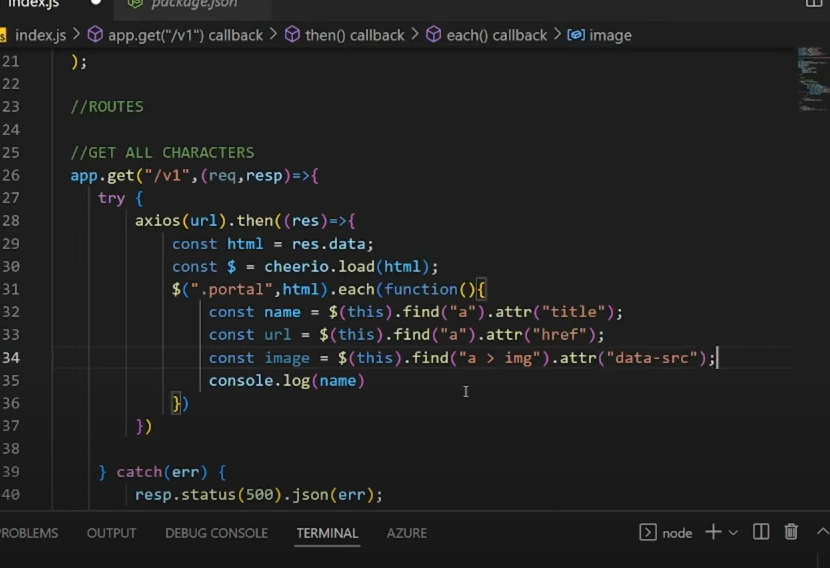 index.js ● package.json
index.js > app.get("/v1") callback > then() callback > each() callback > image
21 );
22
23 //ROUTES
24
25 //GET ALL CHARACTERS
26 app.get("/v1",(req,resp)=>{
27 try {
28 axios(url).then((res)=>{
29 const html = res.data;
30 const $ = cheerio.load(html);
31 $(".portal",html).each(function(){
32 const name = $(this).find("a").attr("title");
33 const url = $(this).find("a").attr("href");
34 const image = $(this).find("a > img").attr("data-src");
35 console.log(name)
36 })
37 })
38
39 } catch(err) {
40 resp.status(500).json(err);
PROBLEMS OUTPUT DEBUG CONSOLE TERMINAL AZURE node